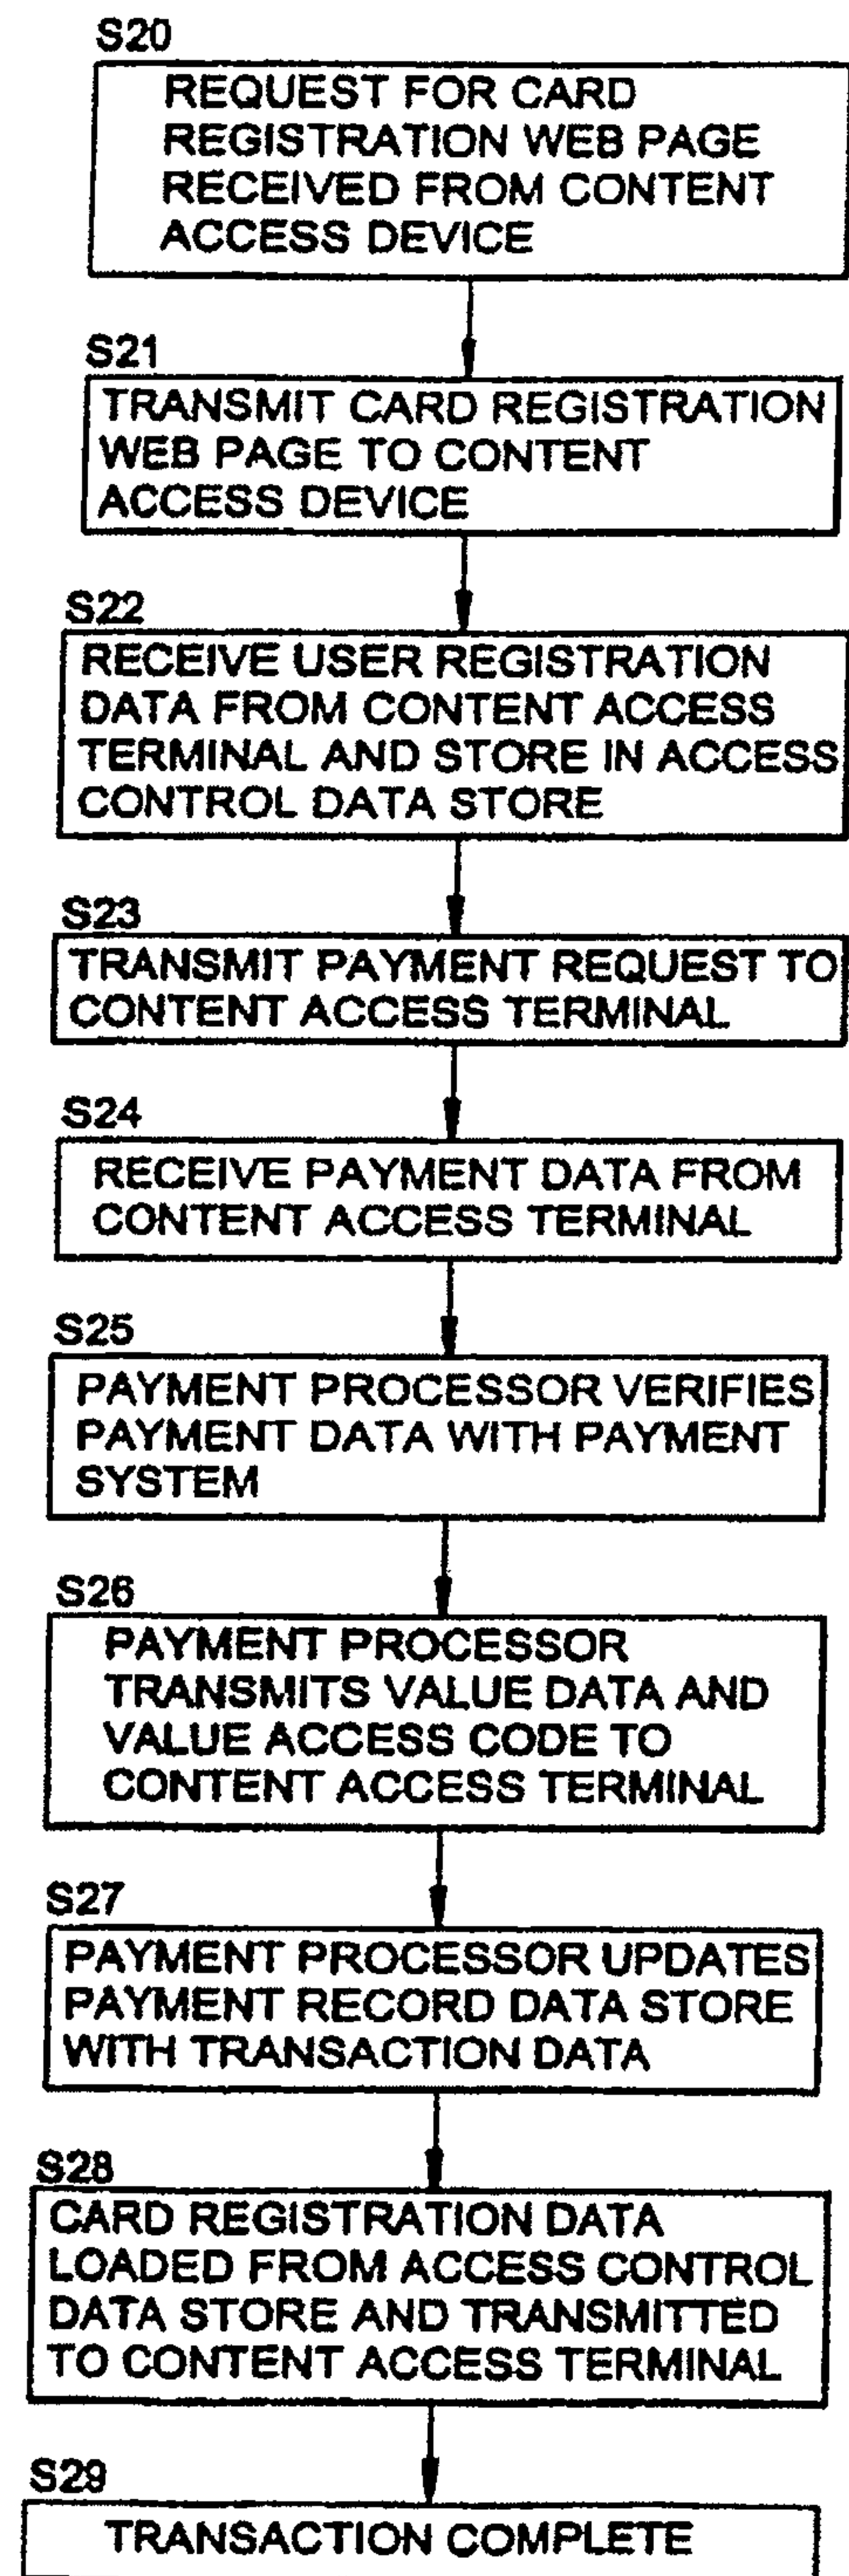 S20
REQUEST FOR CARD
REGISTRATION WEB PAGE
RECEIVED FROM CONTENT
ACCESS DEVICE
S21
TRANSMIT CARD REGISTRATION
WEB PAGE TO CONTENT
ACCESS DEVICE
S22
RECEIVE USER REGISTRATION
DATA FROM CONTENT ACCESS
TERMINAL AND STORE IN ACCESS
CONTROL DATA STORE
S23
TRANSMIT PAYMENT REQUEST TO
CONTENT ACCESS TERMINAL
S24
RECEIVE PAYMENT DATA FROM
CONTENT ACCESS TERMINAL
S25
PAYMENT PROCESSOR VERIFIES
PAYMENT DATA WITH PAYMENT
SYSTEM
S26
PAYMENT PROCESSOR
TRANSMITS VALUE DATA AND
VALUE ACCESS CODE TO
CONTENT ACCESS TERMINAL
S27
PAYMENT PROCESSOR UPDATES
PAYMENT RECORD DATA STORE
WITH TRANSACTION DATA
S28
CARD REGISTRATION DATA
LOADED FROM ACCESS CONTROL
DATA STORE AND TRANSMITTED
TO CONTENT ACCESS TERMINAL
S29
TRANSACTION COMPLETE